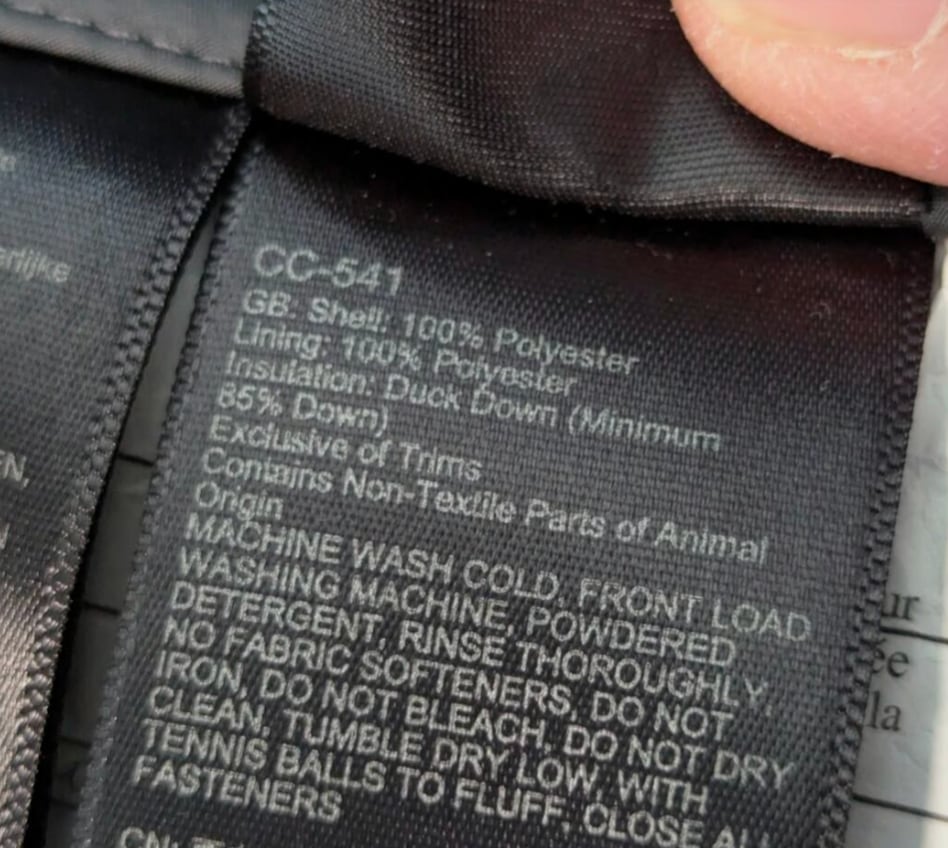 CC-541
GB: Shell: 100% Polyester
Lining: 100% Polyester
Insulation: Duck Down (Minimum
85% Down)
Exclusive of Trims
Contains Non-Textile Parts of Animal
Origin
MACHINE WASH COLD, FRONT LOAD
WASHING MACHINE, POWDERED
DETERGENT, RINSE THOROUGHLY,
NO FABRIC SOFTENERS, DO NOT
IRON, DO NOT BLEACH, DO NOT DRY
CLEAN, TUMBLE DRY LOW, WITH
TENNIS BALLS TO FLUFF, CLOSE ALL
FASTENERS
CN:
la